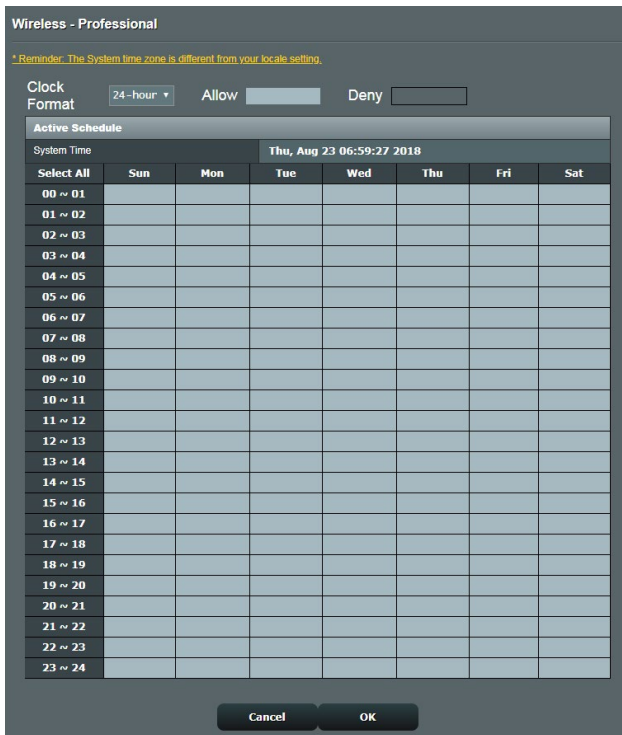 Wireless - Professional
* Reminder: The System time zone is different from your locale setting.
Clock Format 24-hour Allow Deny
Active Schedule
System Time Thu, Aug 23 06:59:27 2018
Select All Sun Mon Tue Wed Thu Fri Sat
00 ~ 01
01 ~ 02
02 ~ 03
03 ~ 04
04 ~ 05
05 ~ 06
06 ~ 07
07 ~ 08
08 ~ 09
09 ~ 10
10 ~ 11
11 ~ 12
12 ~ 13
13 ~ 14
14 ~ 15
15 ~ 16
16 ~ 17
17 ~ 18
18 ~ 19
19 ~ 20
20 ~ 21
21 ~ 22
22 ~ 23
23 ~ 24
Cancel OK